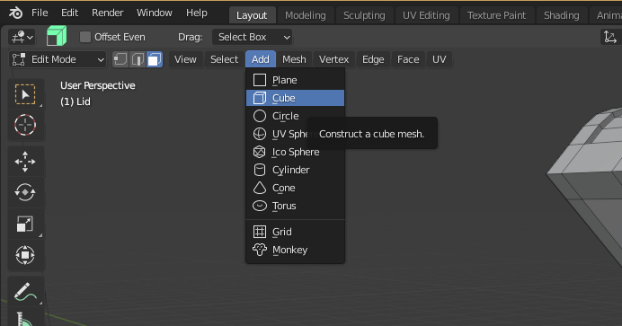 File Edit Render Window Help Layout Modeling Sculpting UV Editing Texture Paint Shading
Offset Even Drag: Select Box
Edit Mode View Select Add Mesh Vertex Edge Face UV
User Perspective
(1) Lid
Plane
Cube
Circle
UV Sphe
Construct a cube mesh.
Ico Sphere
Cylinder
Cone
Torus
Grid
Monkey